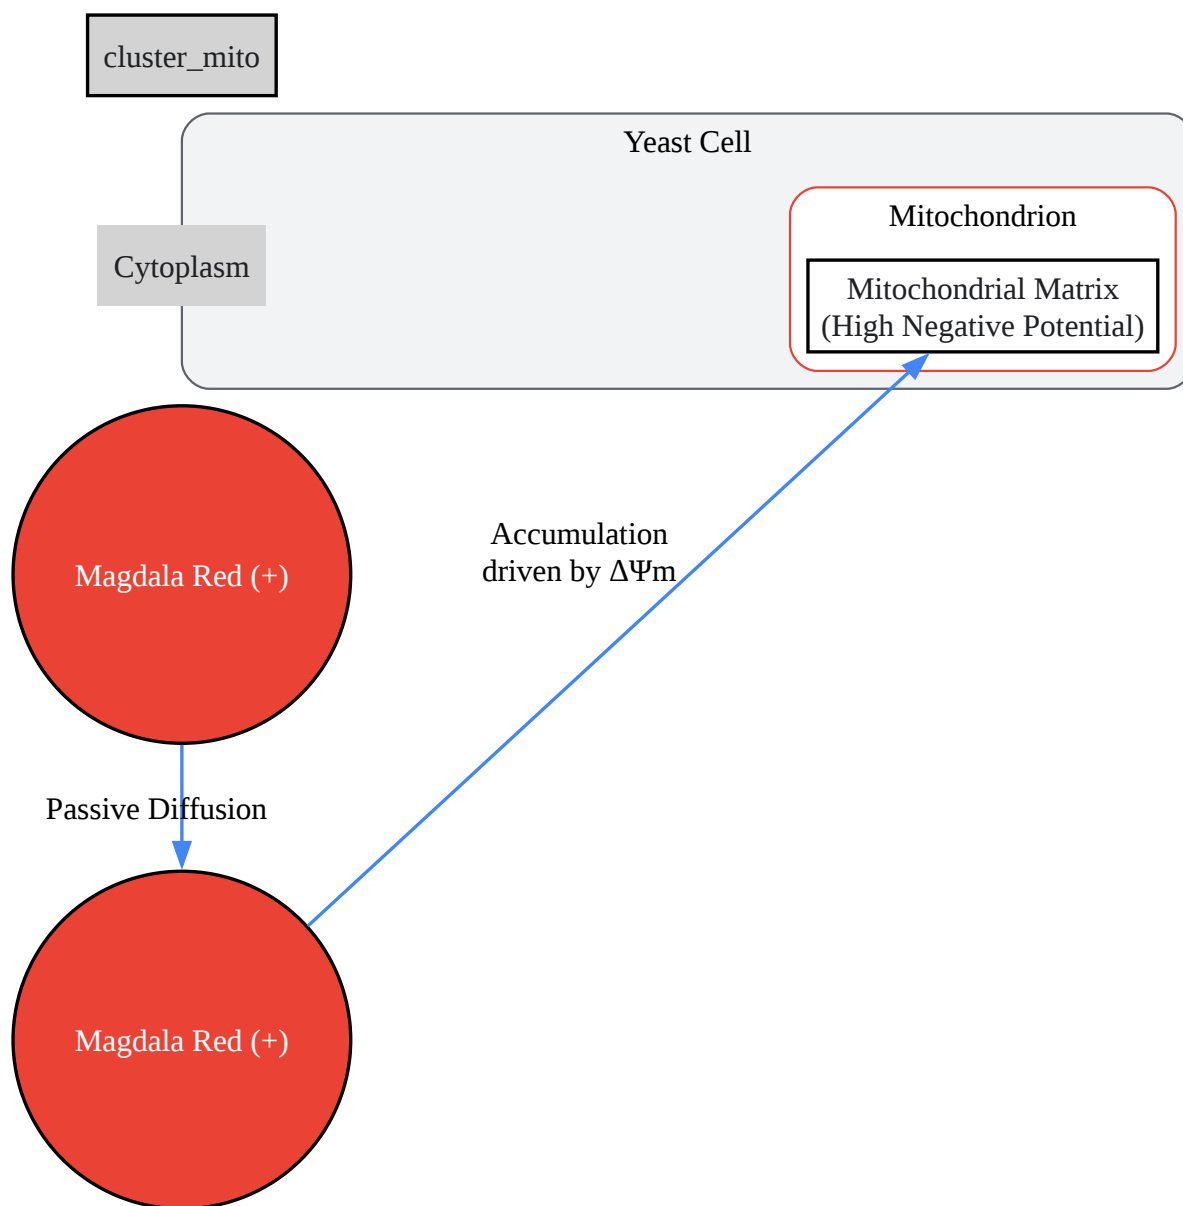 cluster_mito
Yeast Cell
Mitochondrion
Cytoplasm
Mitochondrial Matrix
(High Negative Potential)
Accumulation
driven by ΔΨm
Magdala Red (+)
Passive Diffusion
Magdala Red (+)